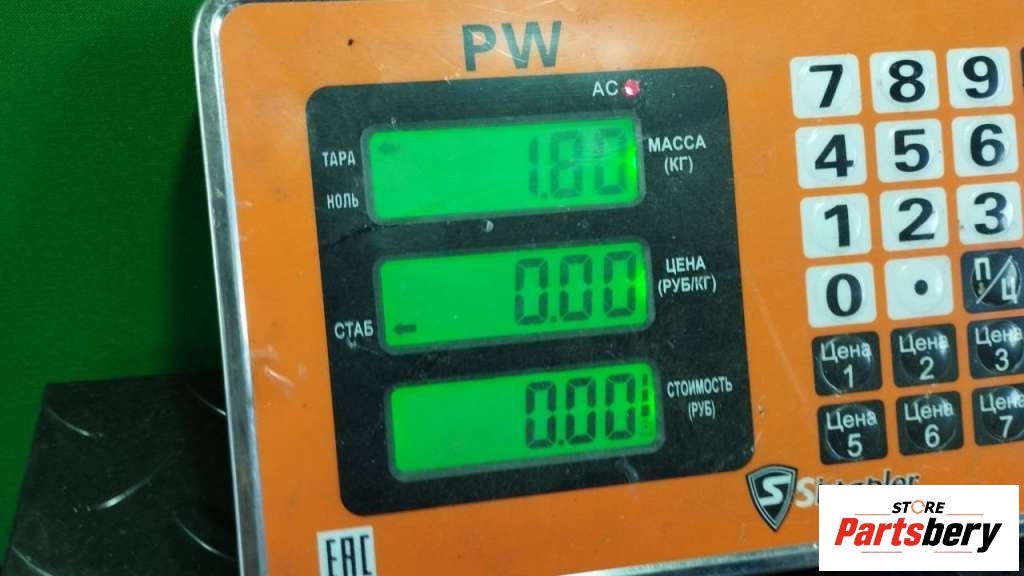 PW
AC
ТАРА
НОЛЬ
1.80
МАССА
(КГ)
0.00
ЦЕНА
(РУБ/КГ)
СТАБ
0.00
СТОИМОСТЬ
(РУБ)
7 8 9
4 5 6
1 2 3
0 . П/Ц
Цена 1 Цена 2 Цена 3
Цена 5 Цена 6 Цена 7
S
EAC
STORE
Partsbery